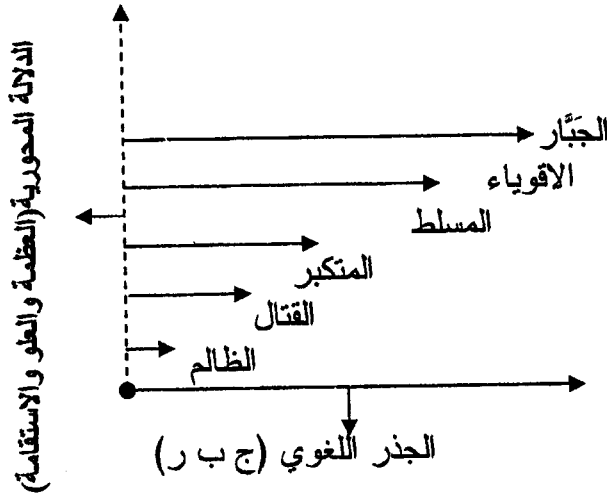 الدلالة المحورية(العظمة والعلو والاستقامة)
الجَبَّار
الاقوياء
المسلط
المتكبر
القتال
الظالم
الجذر اللغوي (ج ب ر)